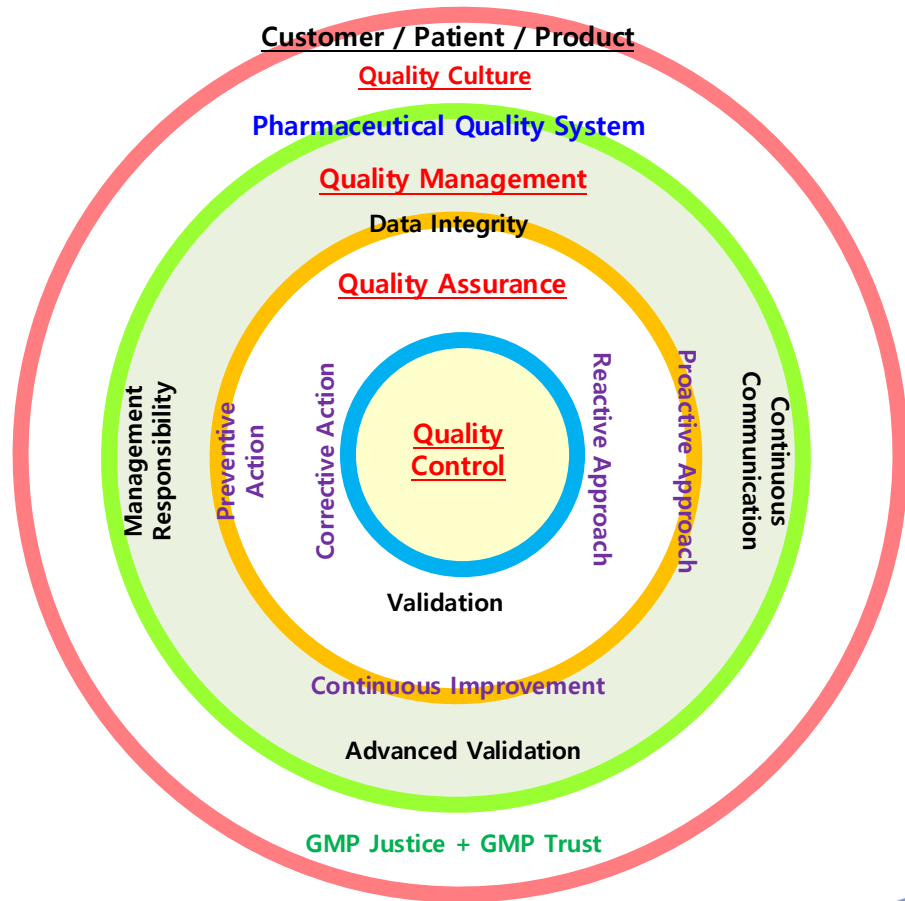 Customer / Patient / Product
Quality Culture
Pharmaceutical Quality System
Quality Management
Data Integrity
Quality Assurance
Management
Responsibility
Preventive
Action
Corrective Action
Quality
Control
Reactive Approach
Proactive Approach
Continuous
Communication
Validation
Continuous Improvement
Advanced Validation
GMP Justice + GMP Trust